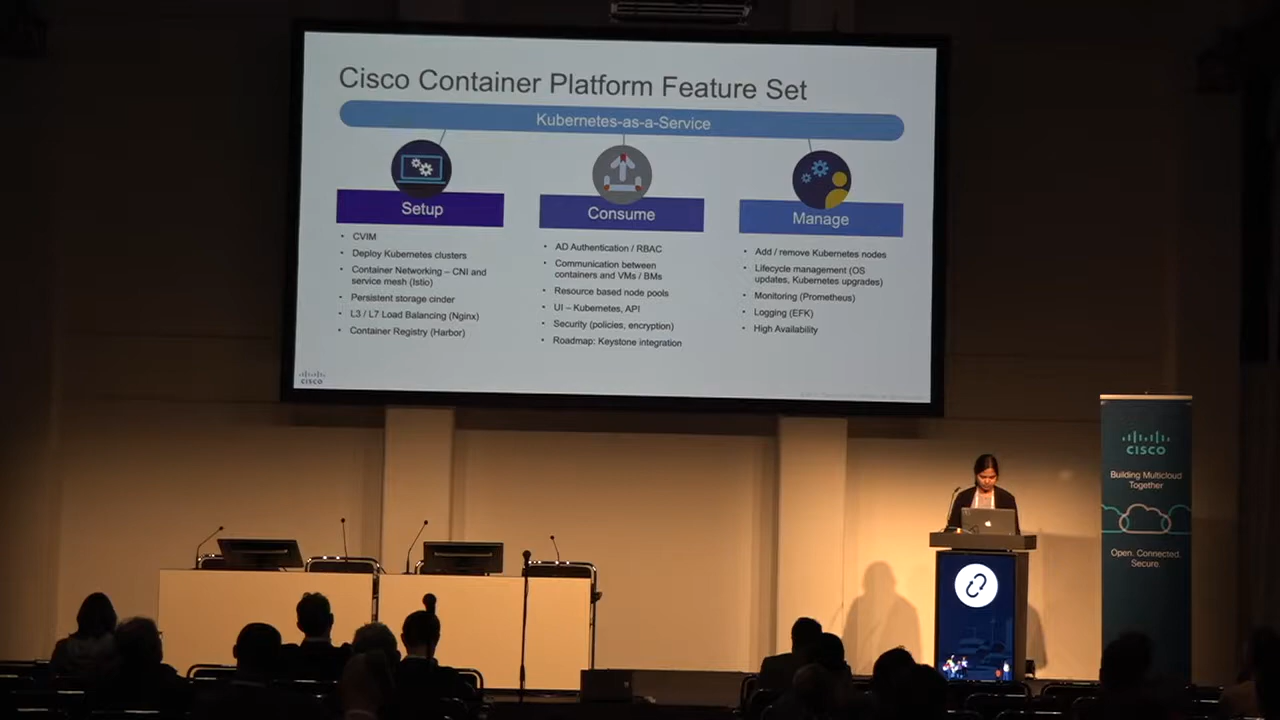 Cisco Container Platform Feature Set
Kubernetes-as-a-Service
Setup
• CVIM
• Deploy Kubernetes clusters
• Container Networking – CNI and
service mesh (Istio)
• Persistent storage cinder
• L3 / L7 Load Balancing (Nginx)
• Container Registry (Harbor)
Consume
• AD Authentication / RBAC
• Communication between
containers and VMs / BMs
• Resource based node pools
• UI – Kubernetes, API
• Security (policies, encryption)
• Roadmap: Keystone integration
Manage
• Add / remove Kubernetes nodes
• Lifecycle management (OS
updates, Kubernetes upgrades)
• Monitoring (Prometheus)
• Logging (EFK)
• High Availability
CISCO
CISCO
Building Multicloud
Together
Open. Connected.
Secure.